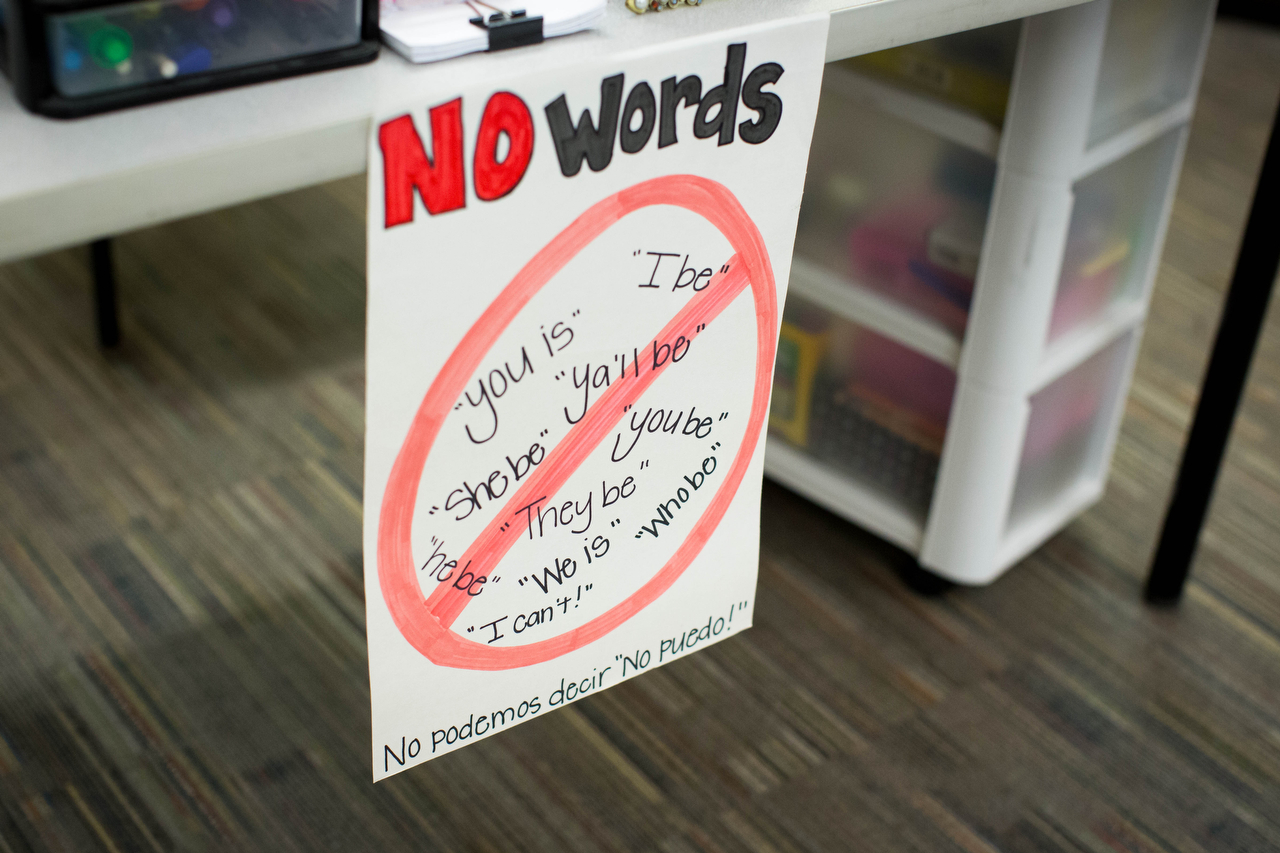 NO Words
"I be"
"you is"
"ya'll be"
"you be"
"She be"
"They be"
"Who be"
"he be"
"We is"
"I can't!"
No podemos decir "No puedo!"